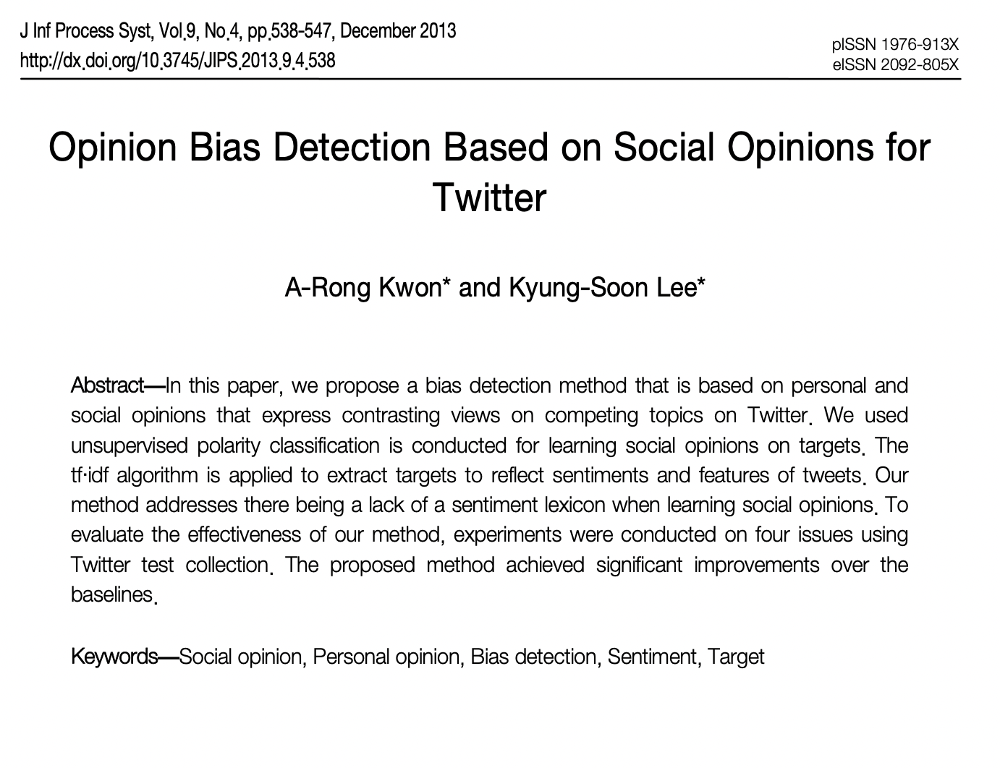 J Inf Process Syst, Vol.9, No.4, pp.538-547, December 2013
http://dx.doi.org/10.3745/JIPS.2013.9.4.538
pISSN 1976-913X
eISSN 2092-805X
Opinion Bias Detection Based on Social Opinions for
Twitter
A-Rong Kwon* and Kyung-Soon Lee*
Abstract—In this paper, we propose a bias detection method that is based on personal and
social opinions that express contrasting views on competing topics on Twitter. We used
unsupervised polarity classification is conducted for learning social opinions on targets. The
tf·idf algorithm is applied to extract targets to reflect sentiments and features of tweets. Our
method addresses there being a lack of a sentiment lexicon when learning social opinions. To
evaluate the effectiveness of our method, experiments were conducted on four issues using
Twitter test collection. The proposed method achieved significant improvements over the
baselines.
Keywords—Social opinion, Personal opinion, Bias detection, Sentiment, Target